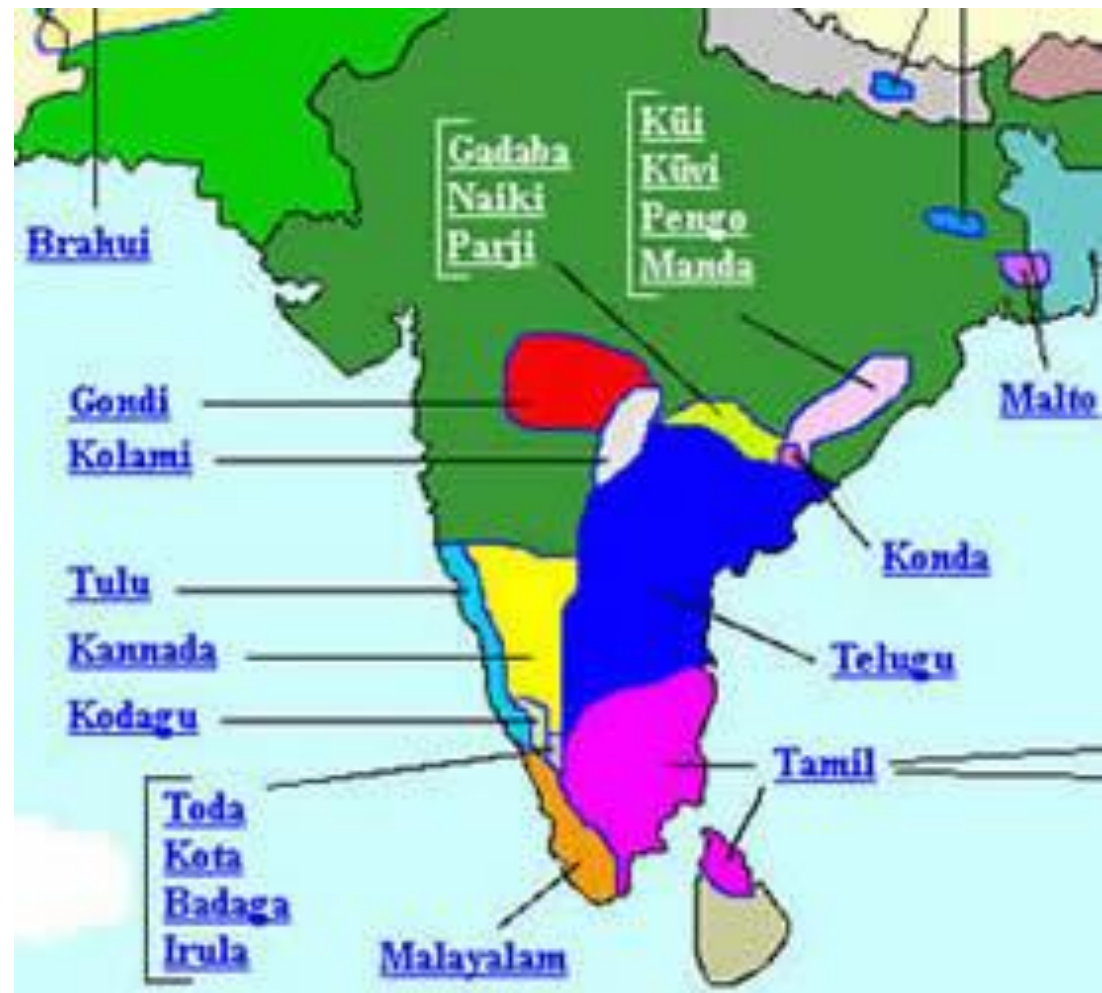 Gadaba
Naiki
Parji
Kūi
Kūvi
Pengo
Manda
Brahui
Gondi
Kolami
Malto
Konda
Tulu
Kannada
Kodagu
Telugu
Tamil
Toda
Kota
Badaga
Irula
Malayalam